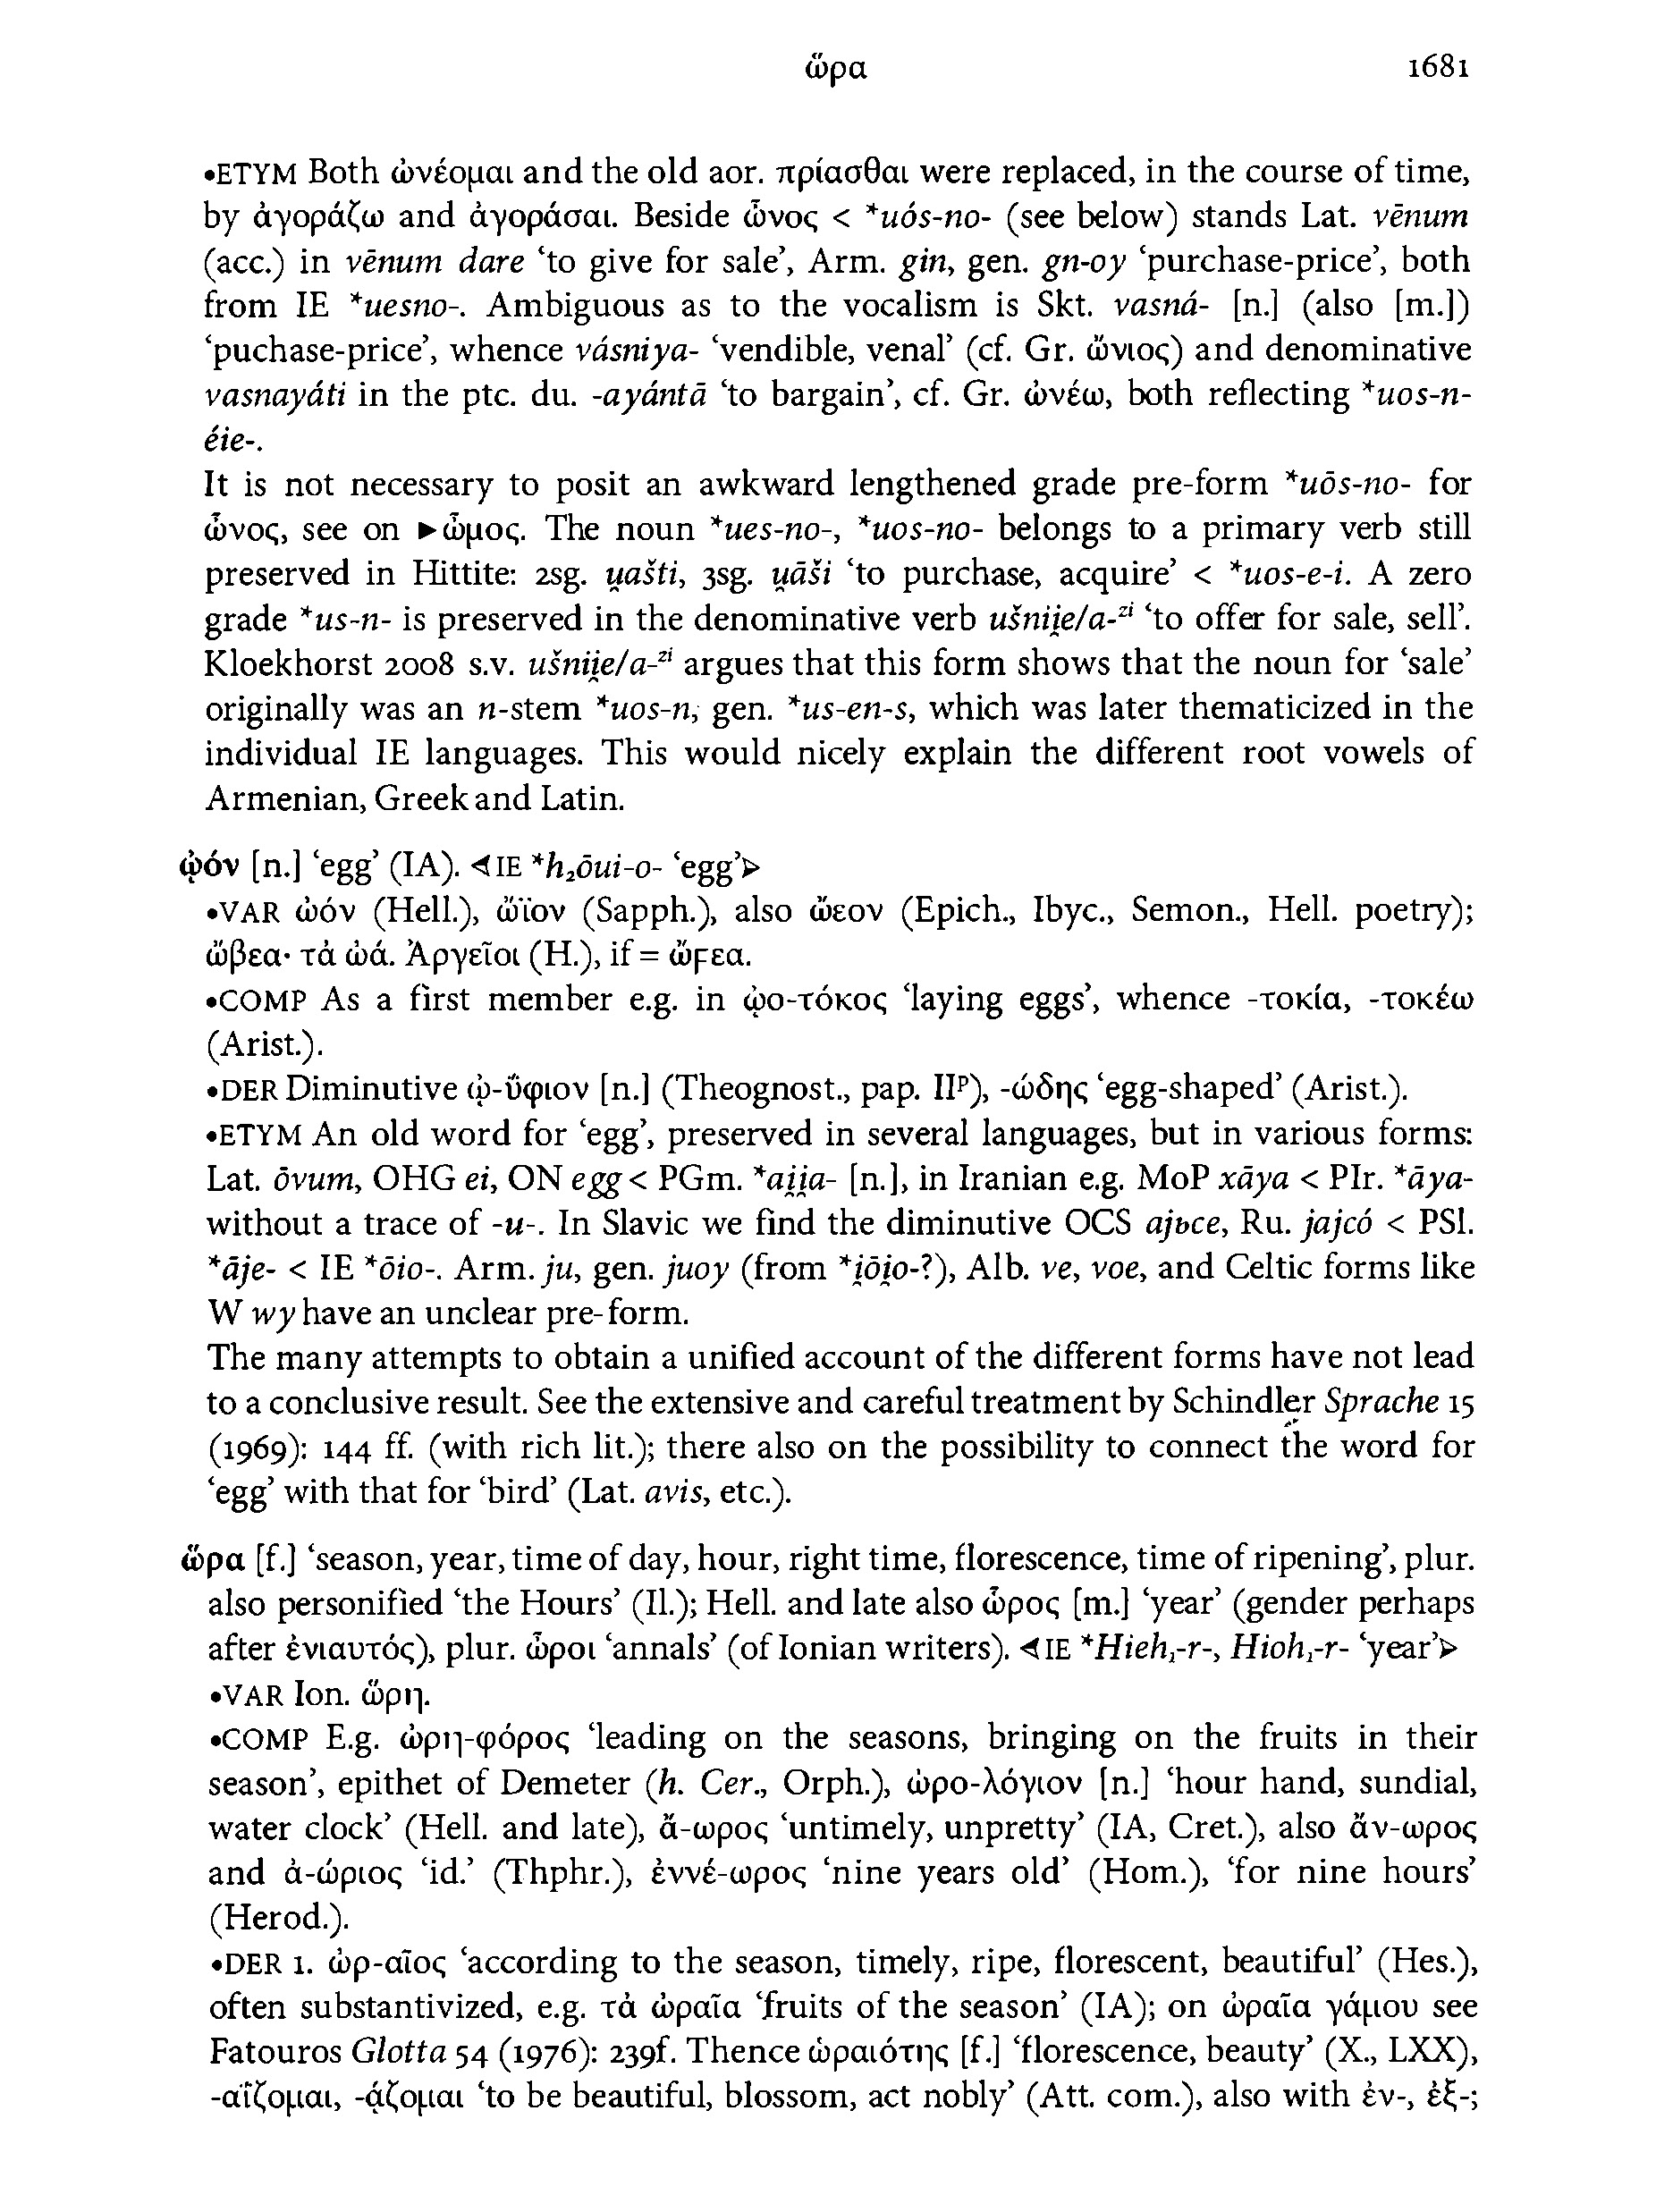 ὥρα 1681
•ETYM Both ὠνέομαι and the old aor. πρίασθαι were replaced, in the course of time,
by ἀγοράζω and ἀγοράσαι. Beside ὦνος < *uós-no- (see below) stands Lat. vēnum
(acc.) in vēnum dare ‘to give for sale’, Arm. gin, gen. gn-oy ‘purchase-price’, both
from IE *uesno-. Ambiguous as to the vocalism is Skt. vasná- [n.] (also [m.])
‘puchase-price’, whence vásniya- ‘vendible, venal’ (cf. Gr. ὤνιος) and denominative
vasnayáti in the ptc. du. -ayántā ‘to bargain’, cf. Gr. ὠνέω, both reflecting *uos-n-
éie-.
It is not necessary to posit an awkward lengthened grade pre-form *uōs-no- for
ὦνος, see on ►ὦμος. The noun *ues-no-, *uos-no- belongs to a primary verb still
preserved in Hittite: 2sg. u̯ašti, 3sg. u̯āši ‘to purchase, acquire’ < *uos-e-i. A zero
grade *us-n- is preserved in the denominative verb ušnii̯e/a-ᶻⁱ ‘to offer for sale, sell’.
Kloekhorst 2008 s.v. ušnii̯e/a-ᶻⁱ argues that this form shows that the noun for ‘sale’
originally was an n-stem *uos-n, gen. *us-en-s, which was later thematicized in the
individual IE languages. This would nicely explain the different root vowels of
Armenian, Greek and Latin.
ᾠόν [n.] ‘egg’ (IA). ⊲IE *h₂ōui-o- ‘egg’⊳
•VAR ὠόν (Hell.), ὤϊον (Sapph.), also ὤεον (Epich., Ibyc., Semon., Hell. poetry);
ὤβεα· τὰ ὠά. Ἀργεῖοι (H.), if = ὤϝεα.
•COMP As a first member e.g. in ᾠο-τόκος ‘laying eggs’, whence -τοκία, -τοκέω
(Arist.).
•DER Diminutive ᾠ-ΰφιον [n.] (Theognost., pap. IIᵖ), -ώδης ‘egg-shaped’ (Arist.).
•ETYM An old word for ‘egg’, preserved in several languages, but in various forms:
Lat. ōvum, OHG ei, ON egg < PGm. *ai̯i̯a- [n.], in Iranian e.g. MoP xāya < PIr. *āya-
without a trace of -u-. In Slavic we find the diminutive OCS ajьce, Ru. jajcó < PSl.
*āje- < IE *ōio-. Arm. ju, gen. juoy (from *i̯ōi̯o-?), Alb. ve, voe, and Celtic forms like
W wy have an unclear pre-form.
The many attempts to obtain a unified account of the different forms have not lead
to a conclusive result. See the extensive and careful treatment by Schindler Sprache 15
(1969): 144 ff. (with rich lit.); there also on the possibility to connect the word for
‘egg’ with that for ‘bird’ (Lat. avis, etc.).
ὥρα [f.] ‘season, year, time of day, hour, right time, florescence, time of ripening’, plur.
also personified ‘the Hours’ (Il.); Hell. and late also ὧρος [m.] ‘year’ (gender perhaps
after ἐνιαυτός), plur. ὧροι ‘annals’ (of Ionian writers). ⊲IE *Hieh₁-r-, Hioh₁-r- ‘year’⊳
•VAR Ion. ὥρη.
•COMP E.g. ὡρη-φόρος ‘leading on the seasons, bringing on the fruits in their
season’, epithet of Demeter (h. Cer., Orph.), ὡρο-λόγιον [n.] ‘hour hand, sundial,
water clock’ (Hell. and late), ἄ-ωρος ‘untimely, unpretty’ (IA, Cret.), also ἄν-ωρος
and ἀ-ώριος ‘id.’ (Thphr.), ἐννέ-ωρος ‘nine years old’ (Hom.), ‘for nine hours’
(Herod.).
•DER 1. ὡρ-αῖος ‘according to the season, timely, ripe, florescent, beautiful’ (Hes.),
often substantivized, e.g. τὰ ὡραῖα ‘fruits of the season’ (IA); on ὡραῖα γάμου see
Fatouros Glotta 54 (1976): 239f. Thence ὡραιότης [f.] ‘florescence, beauty’ (X., LXX),
-αΐζομαι, -ᾴζομαι ‘to be beautiful, blossom, act nobly’ (Att. com.), also with ἐν-, ἐξ-;